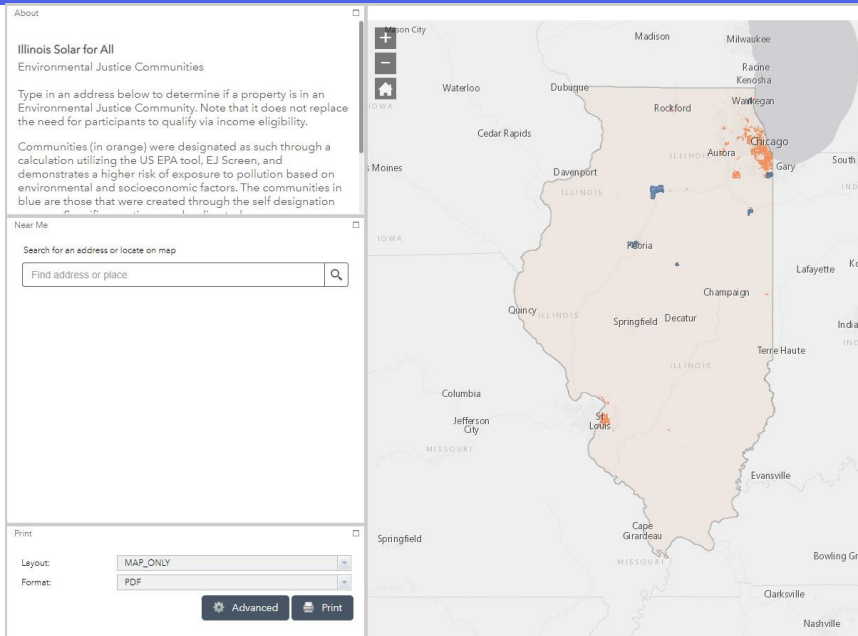 About
Illinois Solar for All
Environmental Justice Communities
Type in an address below to determine if a property is in an
Environmental Justice Community. Note that it does not replace
the need for participants to qualify via income eligibility.
Communities (in orange) were designated as such through a
calculation utilizing the US EPA tool, EJ Screen, and
demonstrates a higher risk of exposure to pollution based on
environmental and socioeconomic factors. The communities in
blue are those that were created through the self designation
Near Me
Search for an address or locate on map
Find address or place
Print
Layout:
MAP_ONLY
Format:
PDF
Advanced
Print
+
−
Mason City
Madison
Milwaukee
Racine
Kenosha
Waterloo
Dubuque
IOWA
Rockford
Waukegan
Cedar Rapids
Chicago
ILLINOIS
Aurora
s Moines
Davenport
Gary
South
ILLINOIS
IND
IOWA
Peoria
Lafayette
Ko
Champaign
Quincy
ILLINOIS
Springfield
Decatur
India
IND
Terre Haute
ILLINOIS
Columbia
St.
Louis
Jefferson
City
MISSOURI
Evansville
Cape
Girardeau
Springfield
MISSOURI
Bowling Gr
Clarksville
Nashville